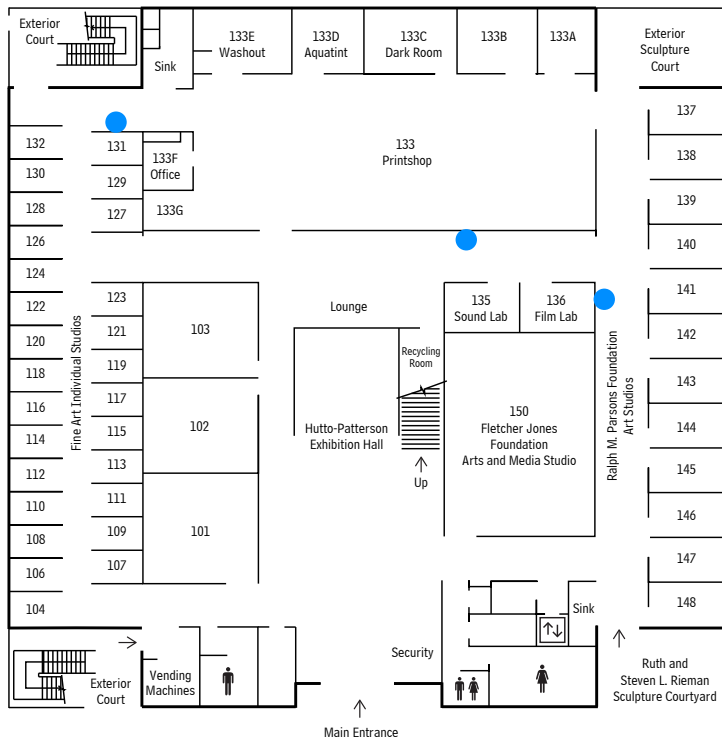 Exterior
Court
Sink
133E
Washout
133D
Aquatint
133C
Dark Room
133B
133A
Exterior
Sculpture
Court
133
Printshop
133F
Office
133G
132
130
128
126
124
122
120
118
116
114
112
110
108
106
104
Fine Art Individual Studios
131
129
127
123
121
119
117
115
113
111
109
107
103
102
101
Lounge
Recycling
Room
Hutto-Patterson
Exhibition Hall
Up
135
Sound Lab
136
Film Lab
150
Fletcher Jones
Foundation
Arts and Media Studio
Ralph M. Parsons Foundation
Art Studios
137
138
139
140
141
142
143
144
145
146
147
148
Sink
Security
Exterior
Court
Vending
Machines
Main Entrance
Ruth and
Steven L. Rieman
Sculpture Courtyard